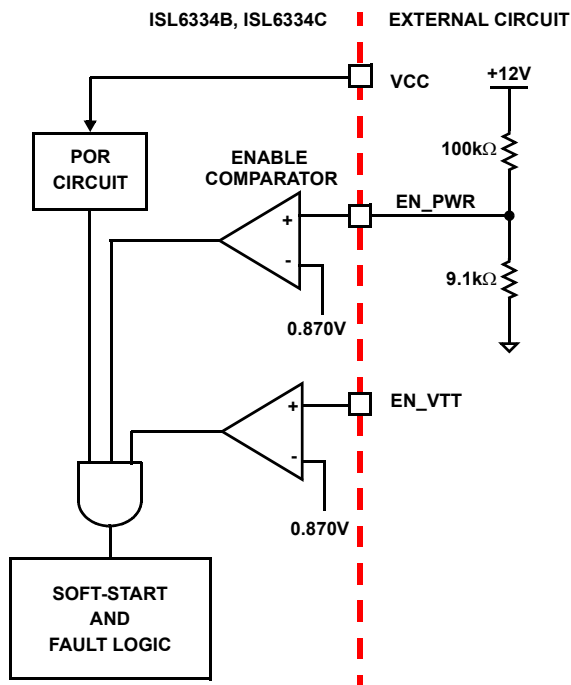 ISL6334B, ISL6334C
EXTERNAL CIRCUIT
VCC
+12V
POR
CIRCUIT
ENABLE
COMPARATOR
100kΩ
EN_PWR
+
-
0.870V
9.1kΩ
+
EN_VTT
-
0.870V
SOFT-START
AND
FAULT LOGIC